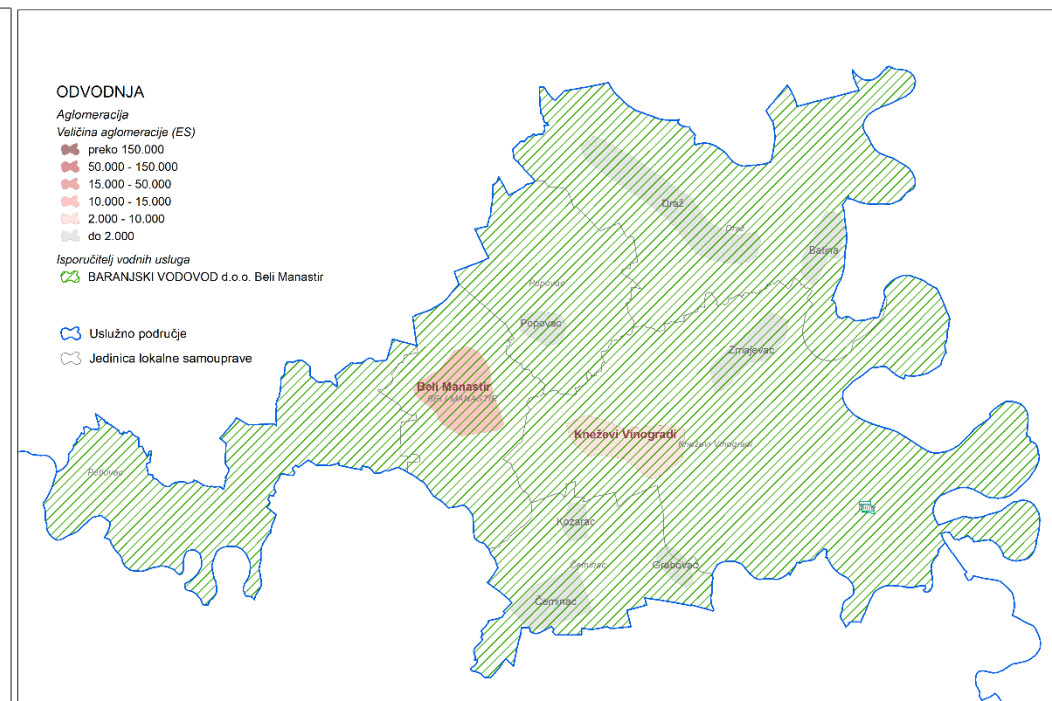 ODVODNJA
Aglomeracija
Veličina aglomeracije (ES)
preko 150.000
50.000 - 150.000
15.000 - 50.000
10.000 - 15.000
2.000 - 10.000
do 2.000
Isporučitelj vodnih usluga
BARANJSKI VODOVOD d.o.o. Beli Manastir
Uslužno područje
Jedinica lokalne samouprave
Draž
Draž
Batina
Popovac
Popovac
Zmajevac
Beli Manastir
BELI MANASTIR
Kneževi Vinogradi
Kneževi Vinogradi
Petlovac
Kozarac
Čeminac
Grabovac
Čeminac